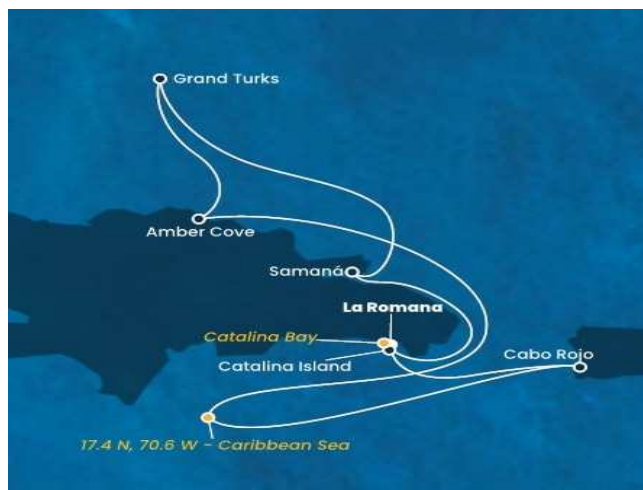 Grand Turks
Amber Cove
Samaná
La Romana
Catalina Bay
Catalina Island
Cabo Rojo
17.4 N, 70.6 W - Caribbean Sea